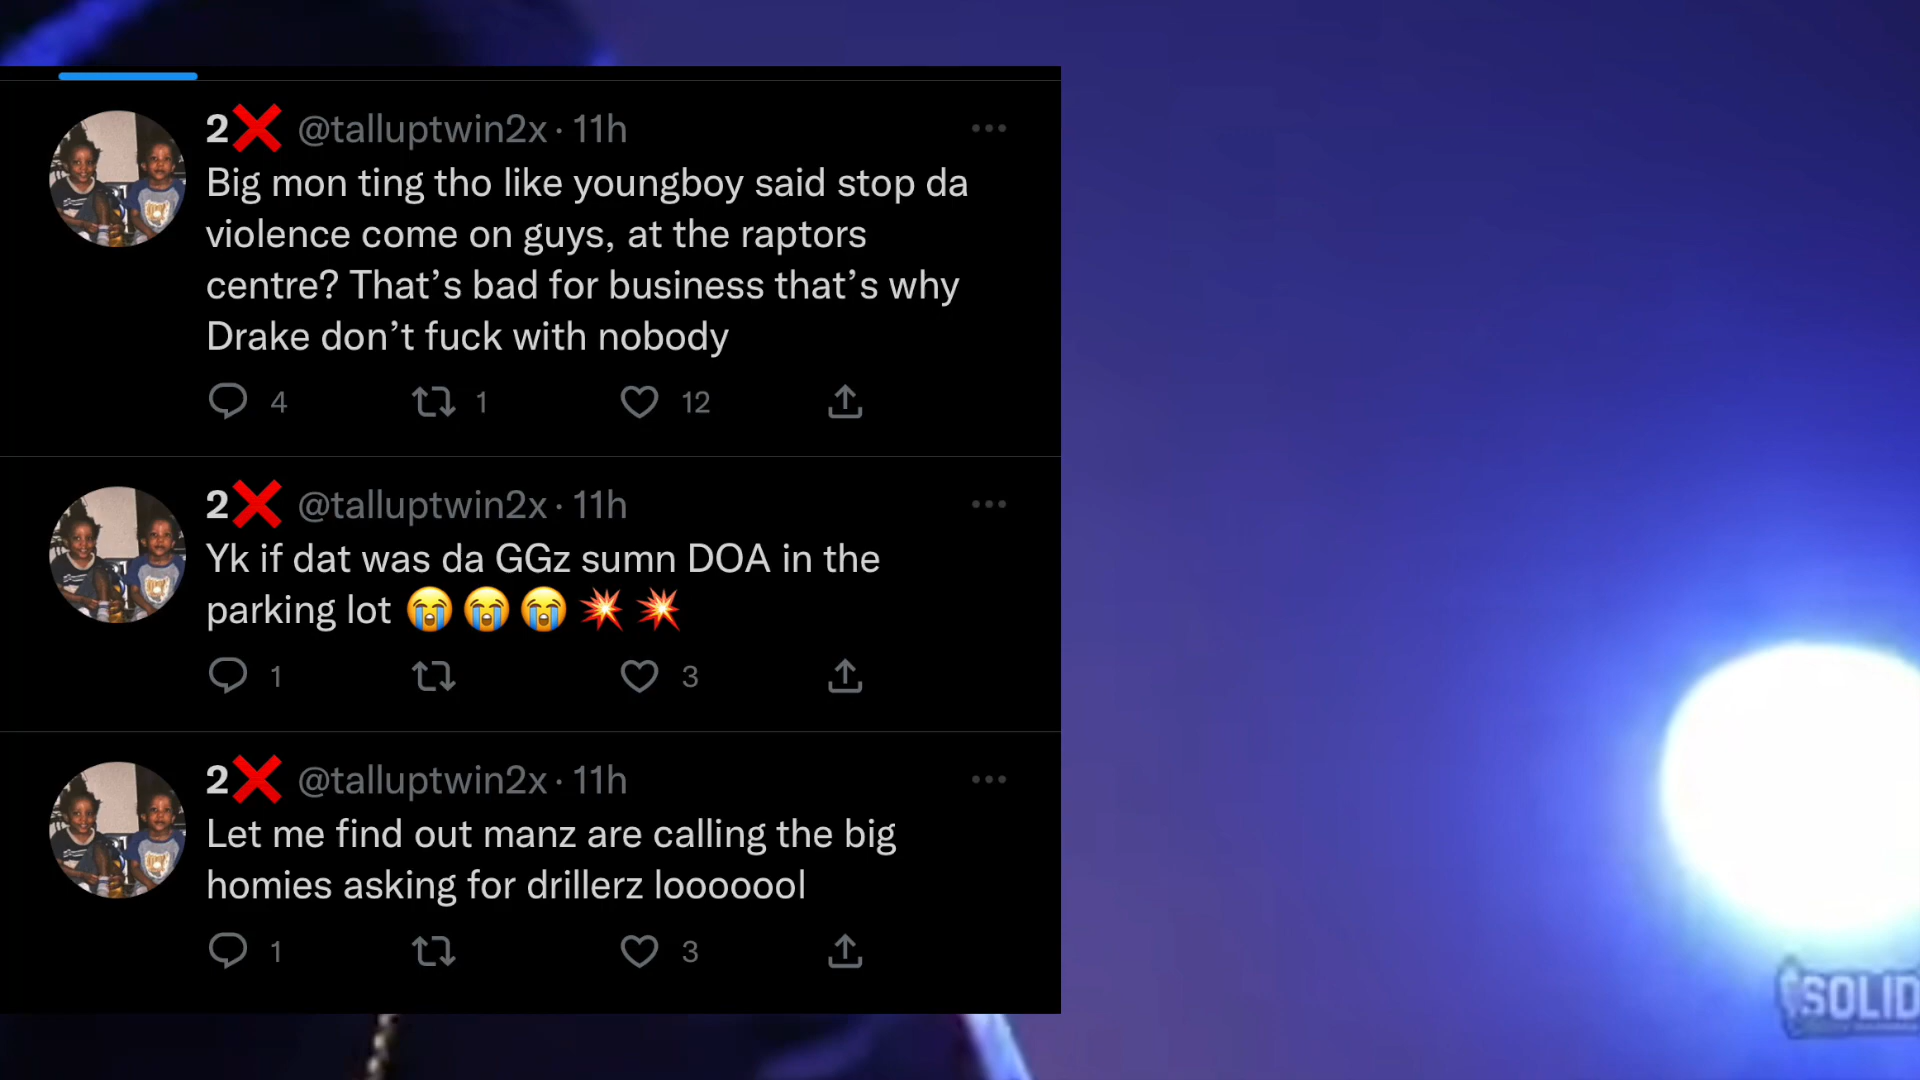 2❌ @talluptwin2x · 11h
Big mon ting tho like youngboy said stop da
violence come on guys, at the raptors
centre? That’s bad for business that’s why
Drake don’t fuck with nobody
4 1 12
2❌ @talluptwin2x · 11h
Yk if dat was da GGz sumn DOA in the
parking lot 😭😭😭💥💥
1 3
2❌ @talluptwin2x · 11h
Let me find out manz are calling the big
homies asking for drillerz looooool
1 3
SOLID